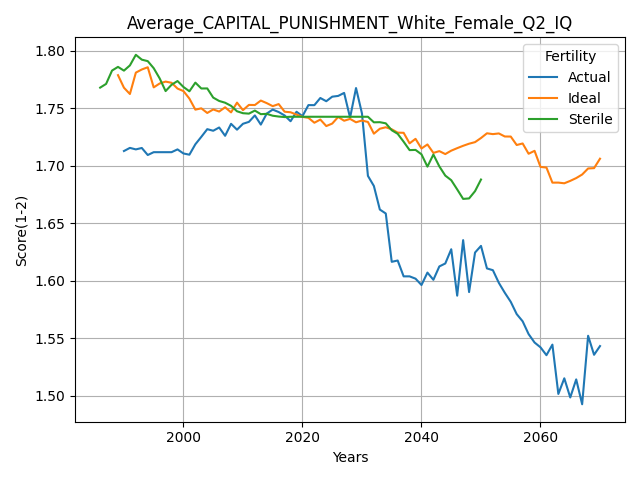 Average_CAPITAL_PUNISHMENT_White_Female_Q2_IQ
Fertility
Actual
Ideal
Sterile
Score(1-2)
1.80
1.75
1.70
1.65
1.60
1.55
1.50
2000
2020
2040
2060
Years